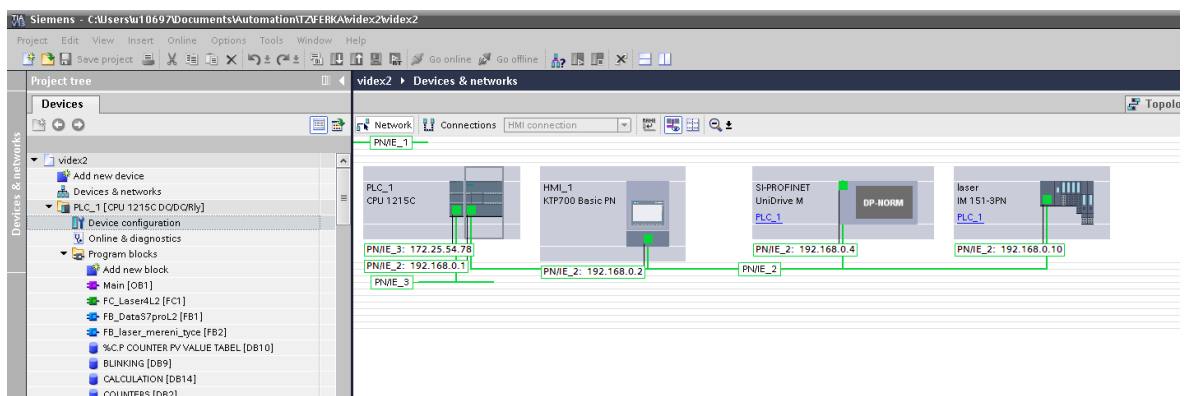 Siemens - C:\Users\u10697\Documents\Automation\TZ\FERKA\videx2\videx2
Project Edit View Insert Online Options Tools Window Help
Save project Go online Go offline
Project tree
videx2 Devices & networks
Devices
Topolo
Network Connections HMI connection
Devices & networks
PN/IE_1
videx2
Add new device
Devices & networks
PLC_1 [CPU 1215C DC/DC/Rly]
Device configuration
Online & diagnostics
Program blocks
Add new block
Main [OB1]
FC_Laser4L2 [FC1]
FB_DataS7proL2 [FB1]
FB_laser_mereni_tyce [FB2]
%C.P COUNTER PV VALUE TABEL [DB10]
BLINKING [DB9]
CALCULATION [DB14]
COUNTERS [DB2]
PLC_1
CPU 1215C
HMI_1
KTP700 Basic PN
SI-PROFINET
UniDrive M
PLC_1
DP-NORM
laser
IM 151-3PN
PLC_1
PN/IE_3: 172.25.54.78
PN/IE_2: 192.168.0.1
PN/IE_2: 192.168.0.2
PN/IE_2: 192.168.0.4
PN/IE_2: 192.168.0.10
PN/IE_2
PN/IE_3